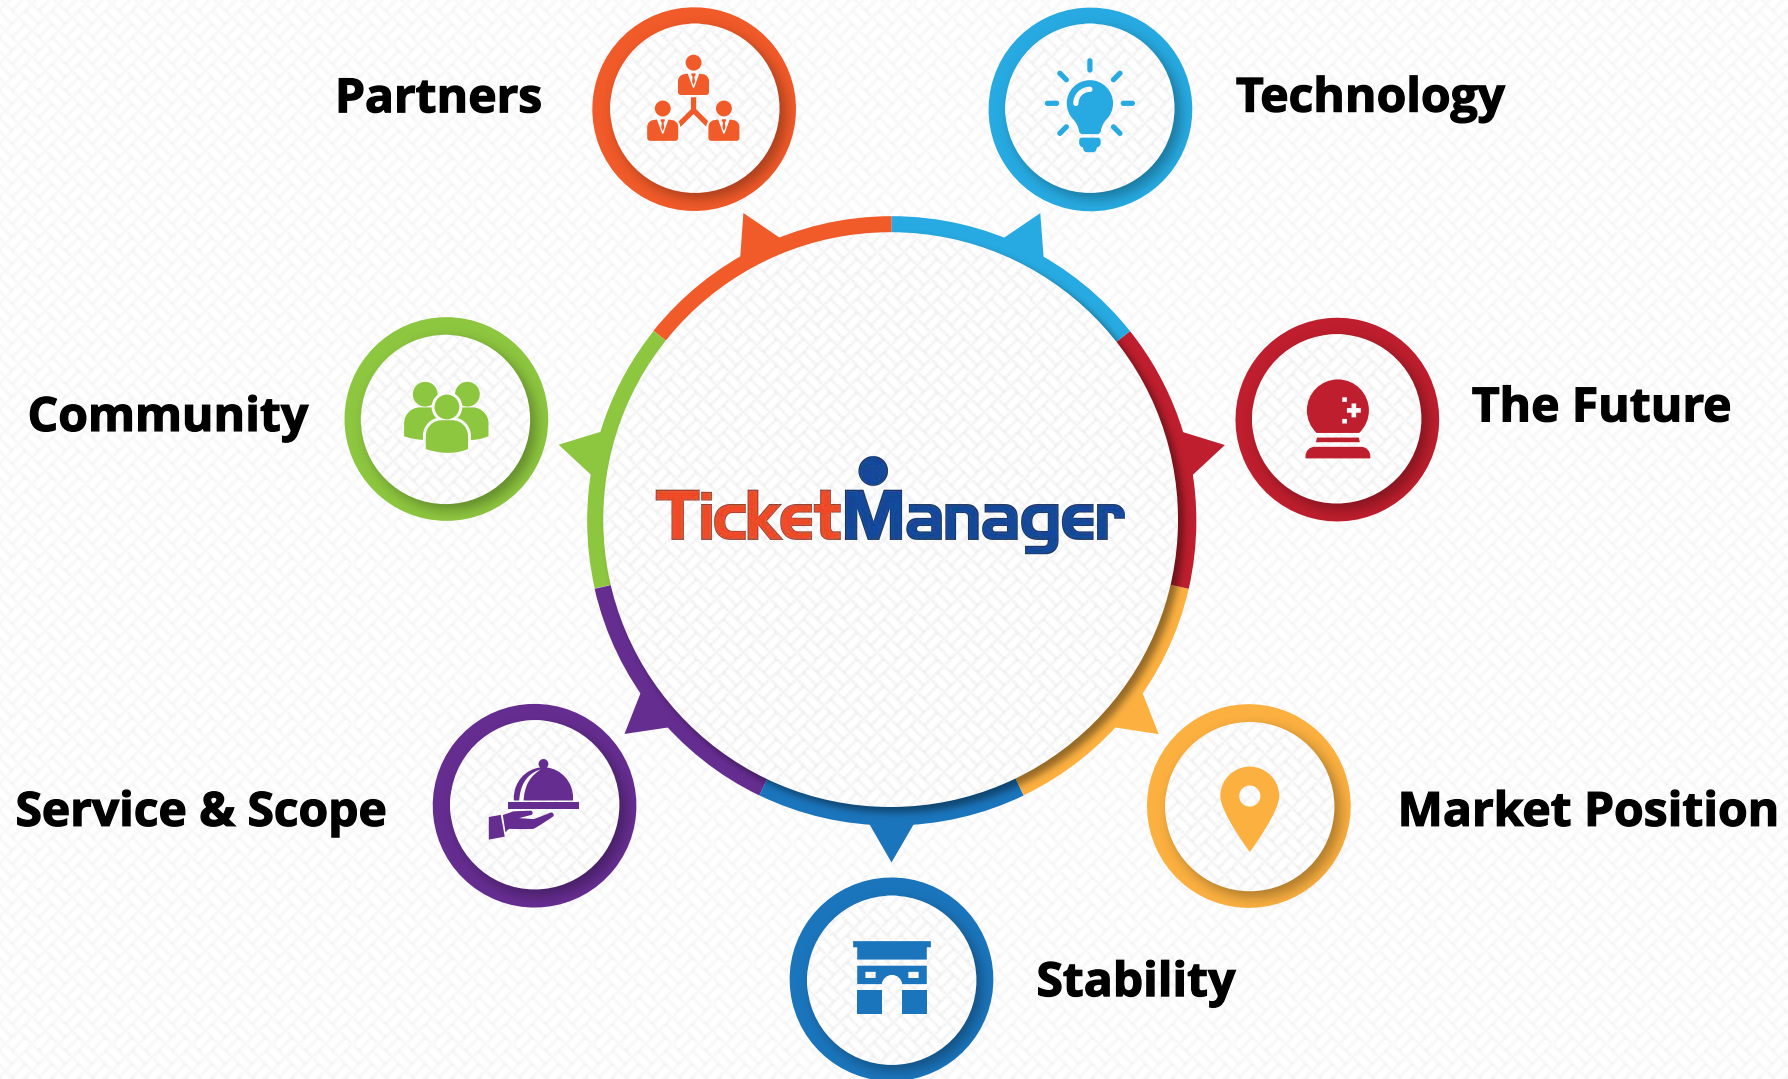 Partners
Technology
Community
The Future
TicketManager
Service & Scope
Market Position
Stability